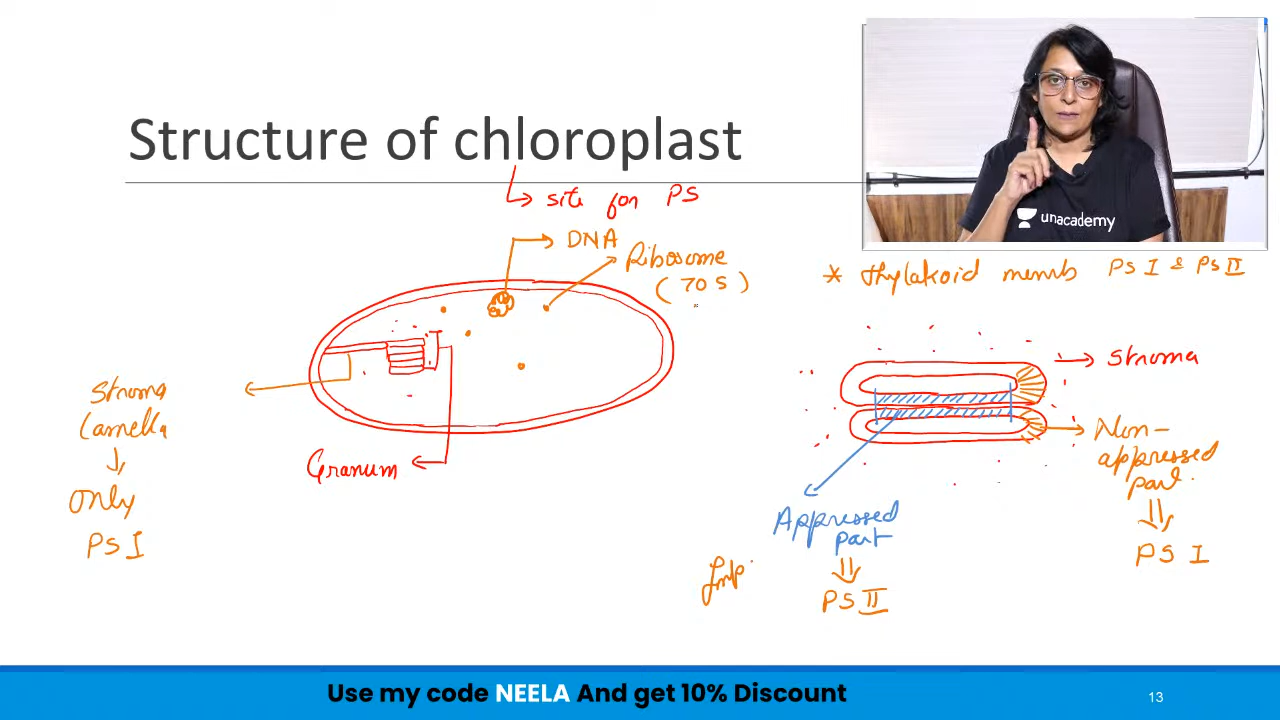 Structure of chloroplast
unacademy
site for PS
DNA
Ribosome
(70 S)
* thylakoid memb PS I & PS II
Stroma
Lamella
Only
PS I
Granum
Stroma
Non-
appressed
part.
PS I
Appressed
part
Imp.
PS II
Use my code NEELA And get 10% Discount
13